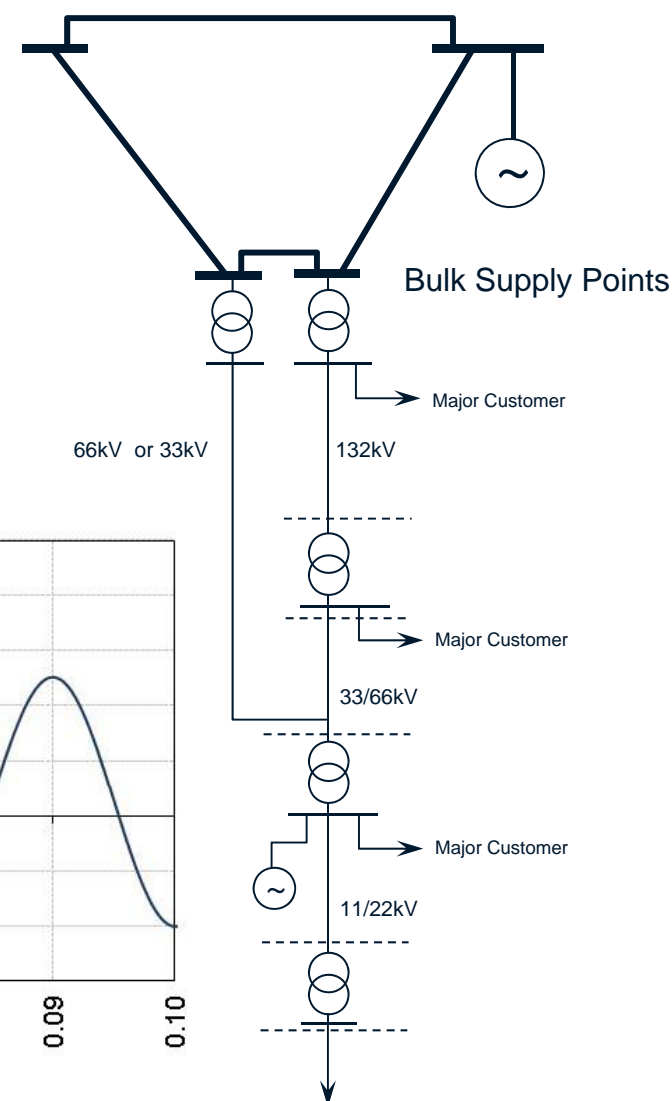 ~
Bulk Supply Points
Major Customer
66kV or 33kV
132kV
Major Customer
33/66kV
Major Customer
~
11/22kV
0.09
0.10